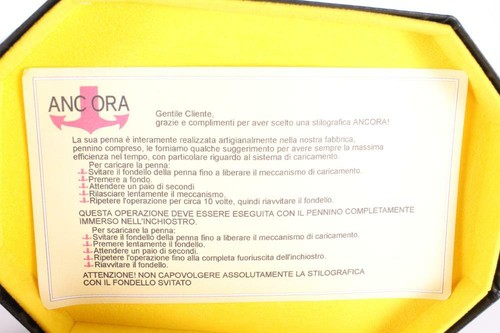 ANCORA
Gentile Cliente,
grazie e complimenti per aver scelto una stilografica ANCORA!
La sua penna è interamente realizzata artigianalmente nella nostra fabbrica,
pennino compreso, le forniamo qualche suggerimento per avere sempre la massima
efficienza nel tempo, con particolare riguardo al sistema di caricamento.
Per caricare la penna:
Svitare il fondello della penna fino a liberare il meccanismo di caricamento.
Premere a fondo.
Attendere un paio di secondi
Rilasciare lentamente il meccanismo.
Ripetere l'operazione per circa 10 volte, quindi riavvitare il fondello.
QUESTA OPERAZIONE DEVE ESSERE ESEGUITA CON IL PENNINO COMPLETAMENTE
IMMERSO NELL'INCHIOSTRO.
Per scaricare la penna:
Svitare il fondello della penna fino a liberare il meccanismo di caricamento.
Premere lentamente il fondello.
Attendere un paio di secondi.
Ripetere l'operazione fino alla completa fuoriuscita dell'inchiostro.
Riavvitare il fondello.
ATTENZIONE! NON CAPOVOLGERE ASSOLUTAMENTE LA STILOGRAFICA
CON IL FONDELLO SVITATO